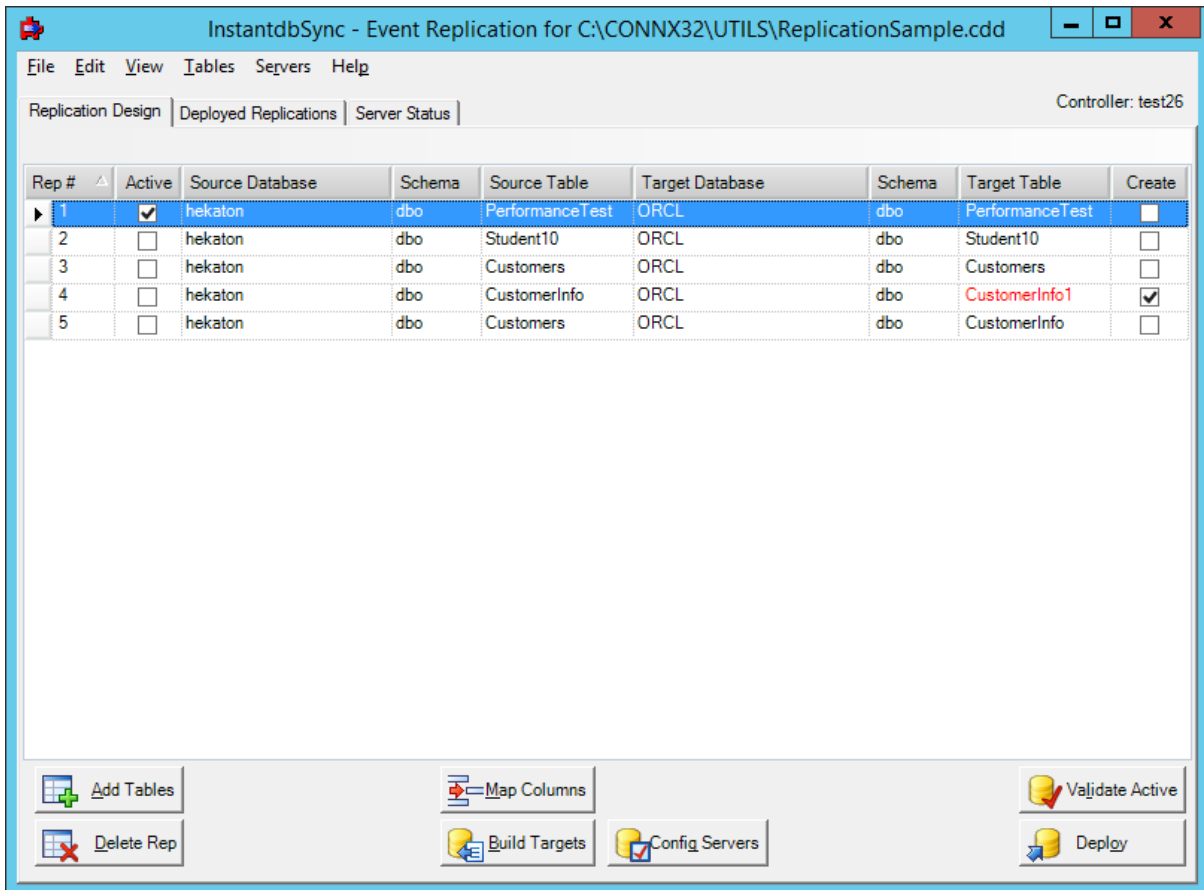 InstantdbSync - Event Replication for C:\CONNX32\UTILS\ReplicationSample.cdd
File Edit View Tables Servers Help
Replication Design Deployed Replications Server Status Controller: test26
Rep # Active Source Database Schema Source Table Target Database Schema Target Table Create
1 hekaton dbo PerformanceTest ORCL dbo PerformanceTest
2 hekaton dbo Student10 ORCL dbo Student10
3 hekaton dbo Customers ORCL dbo Customers
4 hekaton dbo CustomerInfo ORCL dbo CustomerInfo1
5 hekaton dbo Customers ORCL dbo CustomerInfo
Add Tables Map Columns Validate Active
Delete Rep Build Targets Config Servers Deploy